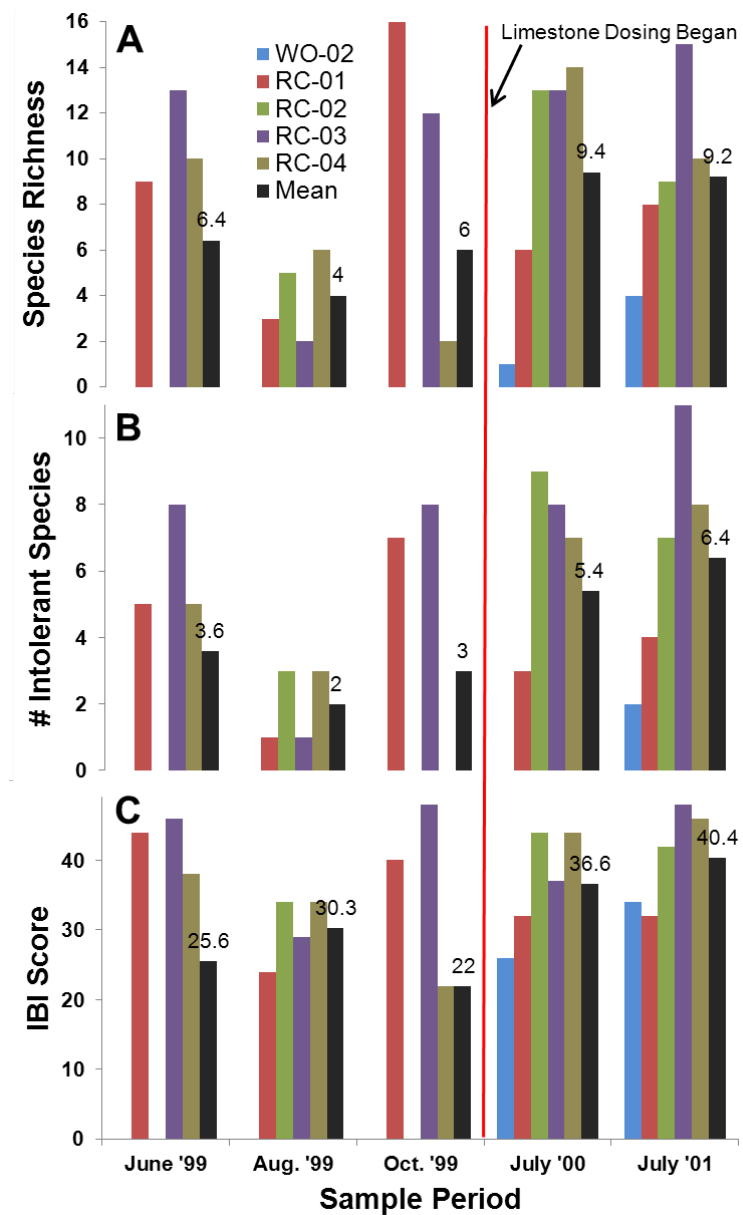 A
Limestone Dosing Began
WO-02
RC-01
RC-02
RC-03
RC-04
Mean
Species Richness
16
14
12
10
8
6
4
2
0
6.4
4
6
9.4
9.2
B
# Intolerant Species
10
8
6
4
2
0
3.6
2
3
5.4
6.4
C
IBI Score
40
30
20
10
0
25.6
30.3
22
36.6
40.4
June '99 Aug. '99 Oct. '99 July '00 July '01
Sample Period